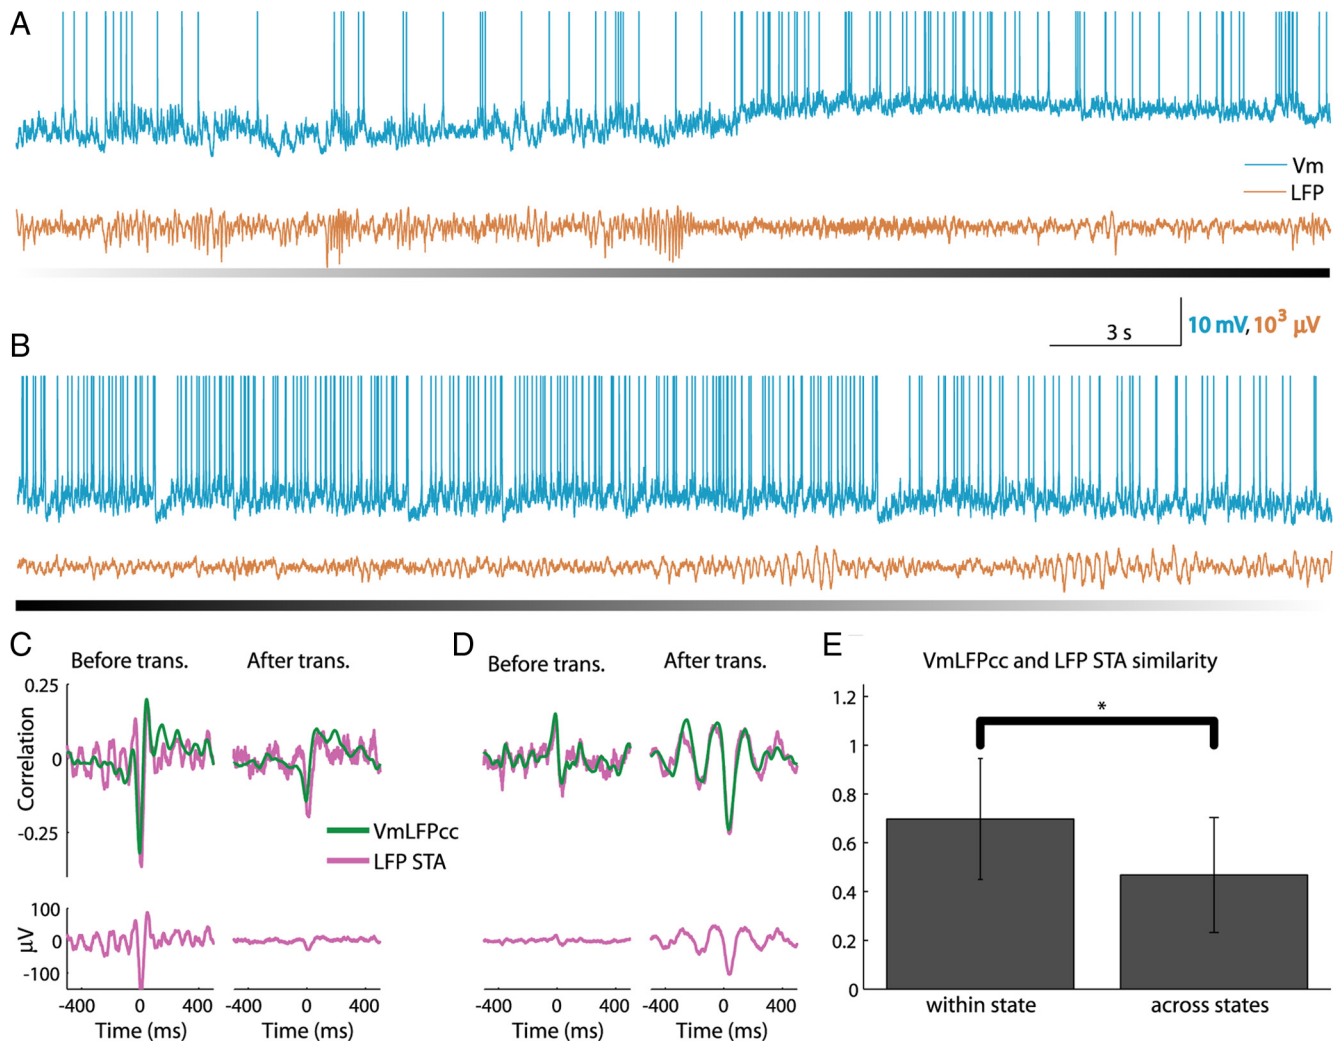 A
Vm
LFP
3 s
10 mV, 10³ µV
B
C
Before trans.
After trans.
D
Before trans.
After trans.
E
VmLFPcc and LFP STA similarity
0.25
0
-0.25
Correlation
VmLFPcc
LFP STA
100
0
-100
µV
-400
0
400
-400
0
400
-400
0
400
-400
0
400
Time (ms)
Time (ms)
Time (ms)
Time (ms)
1.2
1
0.8
0.6
0.4
0.2
0
*
within state
across states